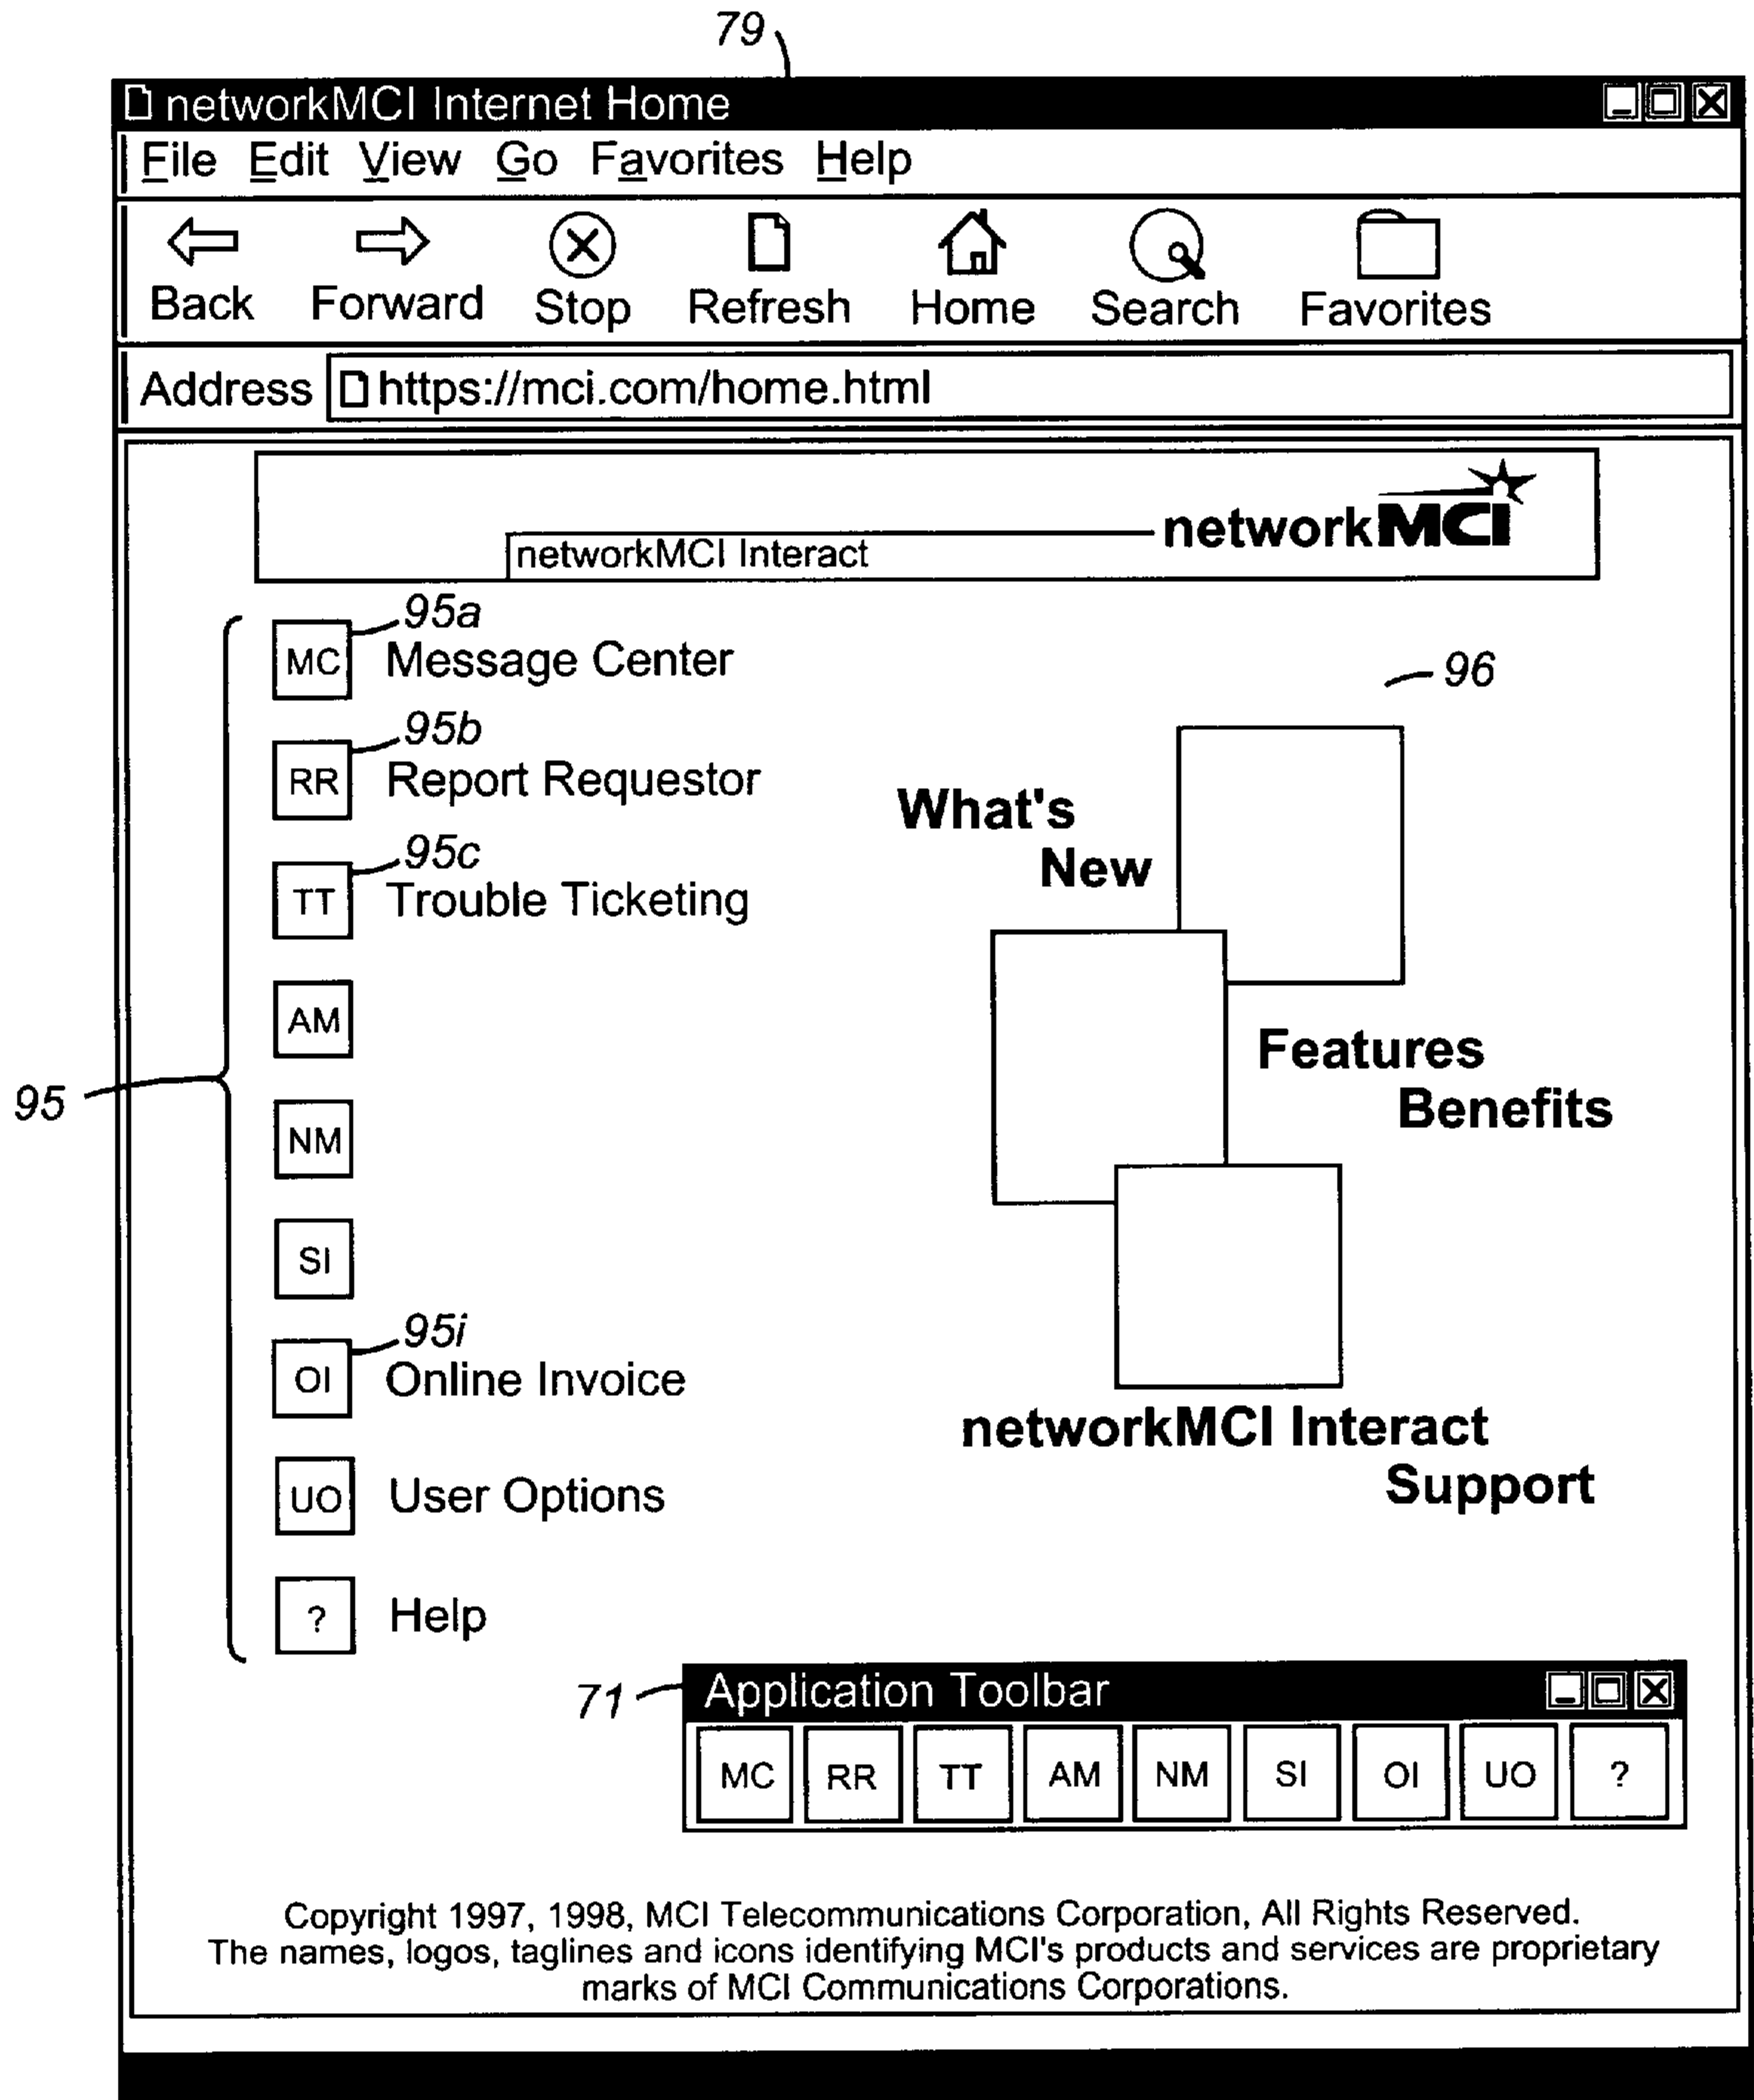 79
networkMCI Internet Home
File Edit View Go Favorites Help
Back Forward Stop Refresh Home Search Favorites
Address https://mci.com/home.html
networkMCI
networkMCI Interact
95a
MC Message Center
96
95b
RR Report Requestor
What's
New
95c
TT Trouble Ticketing
AM
Features
Benefits
95
NM
SI
95i
OI Online Invoice
networkMCI Interact
Support
UO User Options
? Help
71
Application Toolbar
MC RR TT AM NM SI OI UO ?
Copyright 1997, 1998, MCI Telecommunications Corporation, All Rights Reserved.
The names, logos, taglines and icons identifying MCI's products and services are proprietary
marks of MCI Communications Corporations.